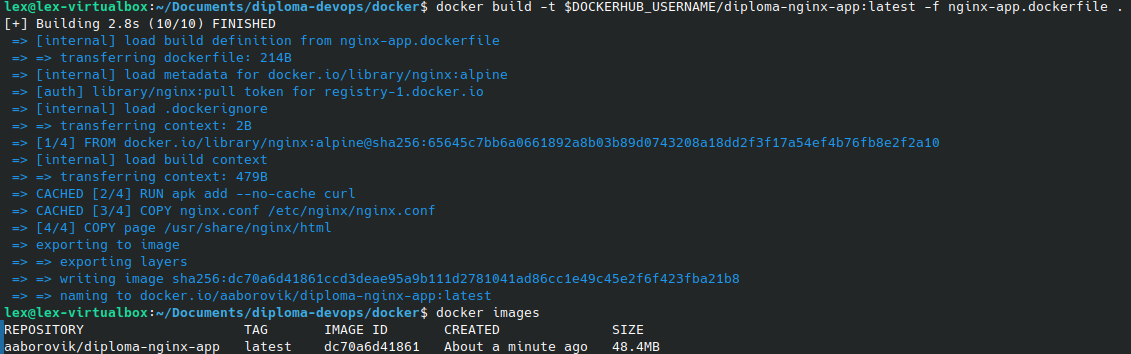 lex@lex-virtualbox:~/Documents/diploma-devops/docker$ docker build -t $DOCKERHUB_USERNAME/diploma-nginx-app:latest -f nginx-app.dockerfile .
[+] Building 2.8s (10/10) FINISHED
=> [internal] load build definition from nginx-app.dockerfile
=> => transferring dockerfile: 214B
=> [internal] load metadata for docker.io/library/nginx:alpine
=> [auth] library/nginx:pull token for registry-1.docker.io
=> [internal] load .dockerignore
=> => transferring context: 2B
=> [1/4] FROM docker.io/library/nginx:alpine@sha256:65645c7bb6a0661892a8b03b89d0743208a18dd2f3f17a54ef4b76fb8e2f2a10
=> [internal] load build context
=> => transferring context: 479B
=> CACHED [2/4] RUN apk add --no-cache curl
=> CACHED [3/4] COPY nginx.conf /etc/nginx/nginx.conf
=> [4/4] COPY page /usr/share/nginx/html
=> exporting to image
=> => exporting layers
=> => writing image sha256:dc70a6d41861ccd3deae95a9b111d2781041ad86cc1e49c45e2f6f423fba21b8
=> => naming to docker.io/aaborovik/diploma-nginx-app:latest
lex@lex-virtualbox:~/Documents/diploma-devops/docker$ docker images
REPOSITORY TAG IMAGE ID CREATED SIZE
aaborovik/diploma-nginx-app latest dc70a6d41861 About a minute ago 48.4MB